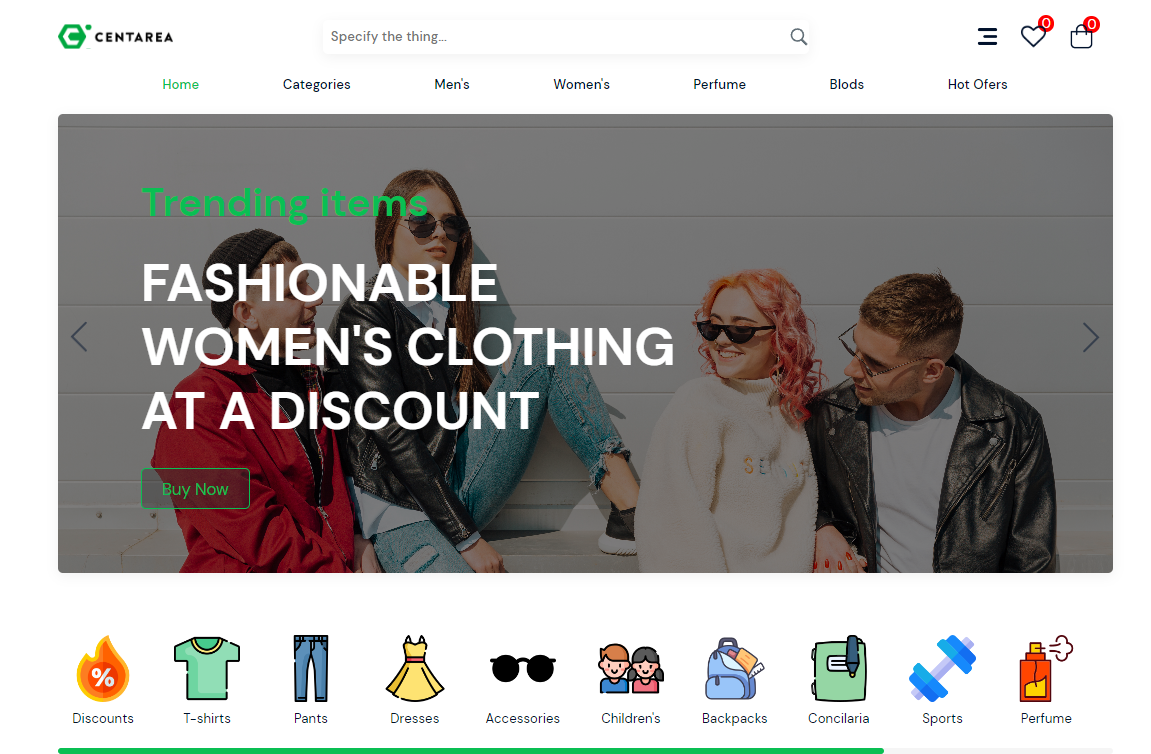 CENTAREA
Specify the thing...
0
0
Home Categories Men's Women's Perfume Blods Hot Ofers
Trending items
FASHIONABLE
WOMEN'S CLOTHING
AT A DISCOUNT
Buy Now
%
Discounts T-shirts Pants Dresses Accessories Children's Backpacks Concilaria Sports Perfume